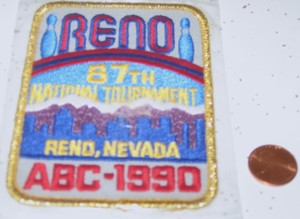 RENO
87TH
NATIONAL TOURNAMENT
RENO, NEVADA
ABC-1990